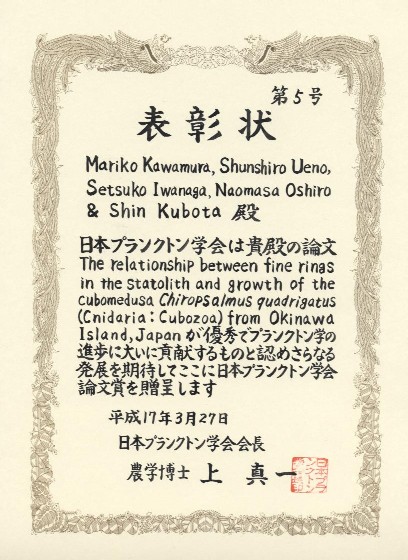 第5号
表彰状
Mariko Kawamura, Shunshiro Ueno,
Setsuko Iwanaga, Naomasa Oshiro
& Shin Kubota 殿
日本プランクトン学会は貴殿の論文
The relationship between fine rings
in the statolith and growth of the
cubomedusa Chiropsalmus quadrigatus
(Cnidaria: Cubozoa) from Okinawa
Island, Japan が優秀でプランクトン学の
進歩に大いに貢献するものと認めさらなる
発展を期待してここに日本プランクトン学会
論文賞を贈呈します
平成17年3月27日
日本プランクトン学会会長
農学博士 上 真一